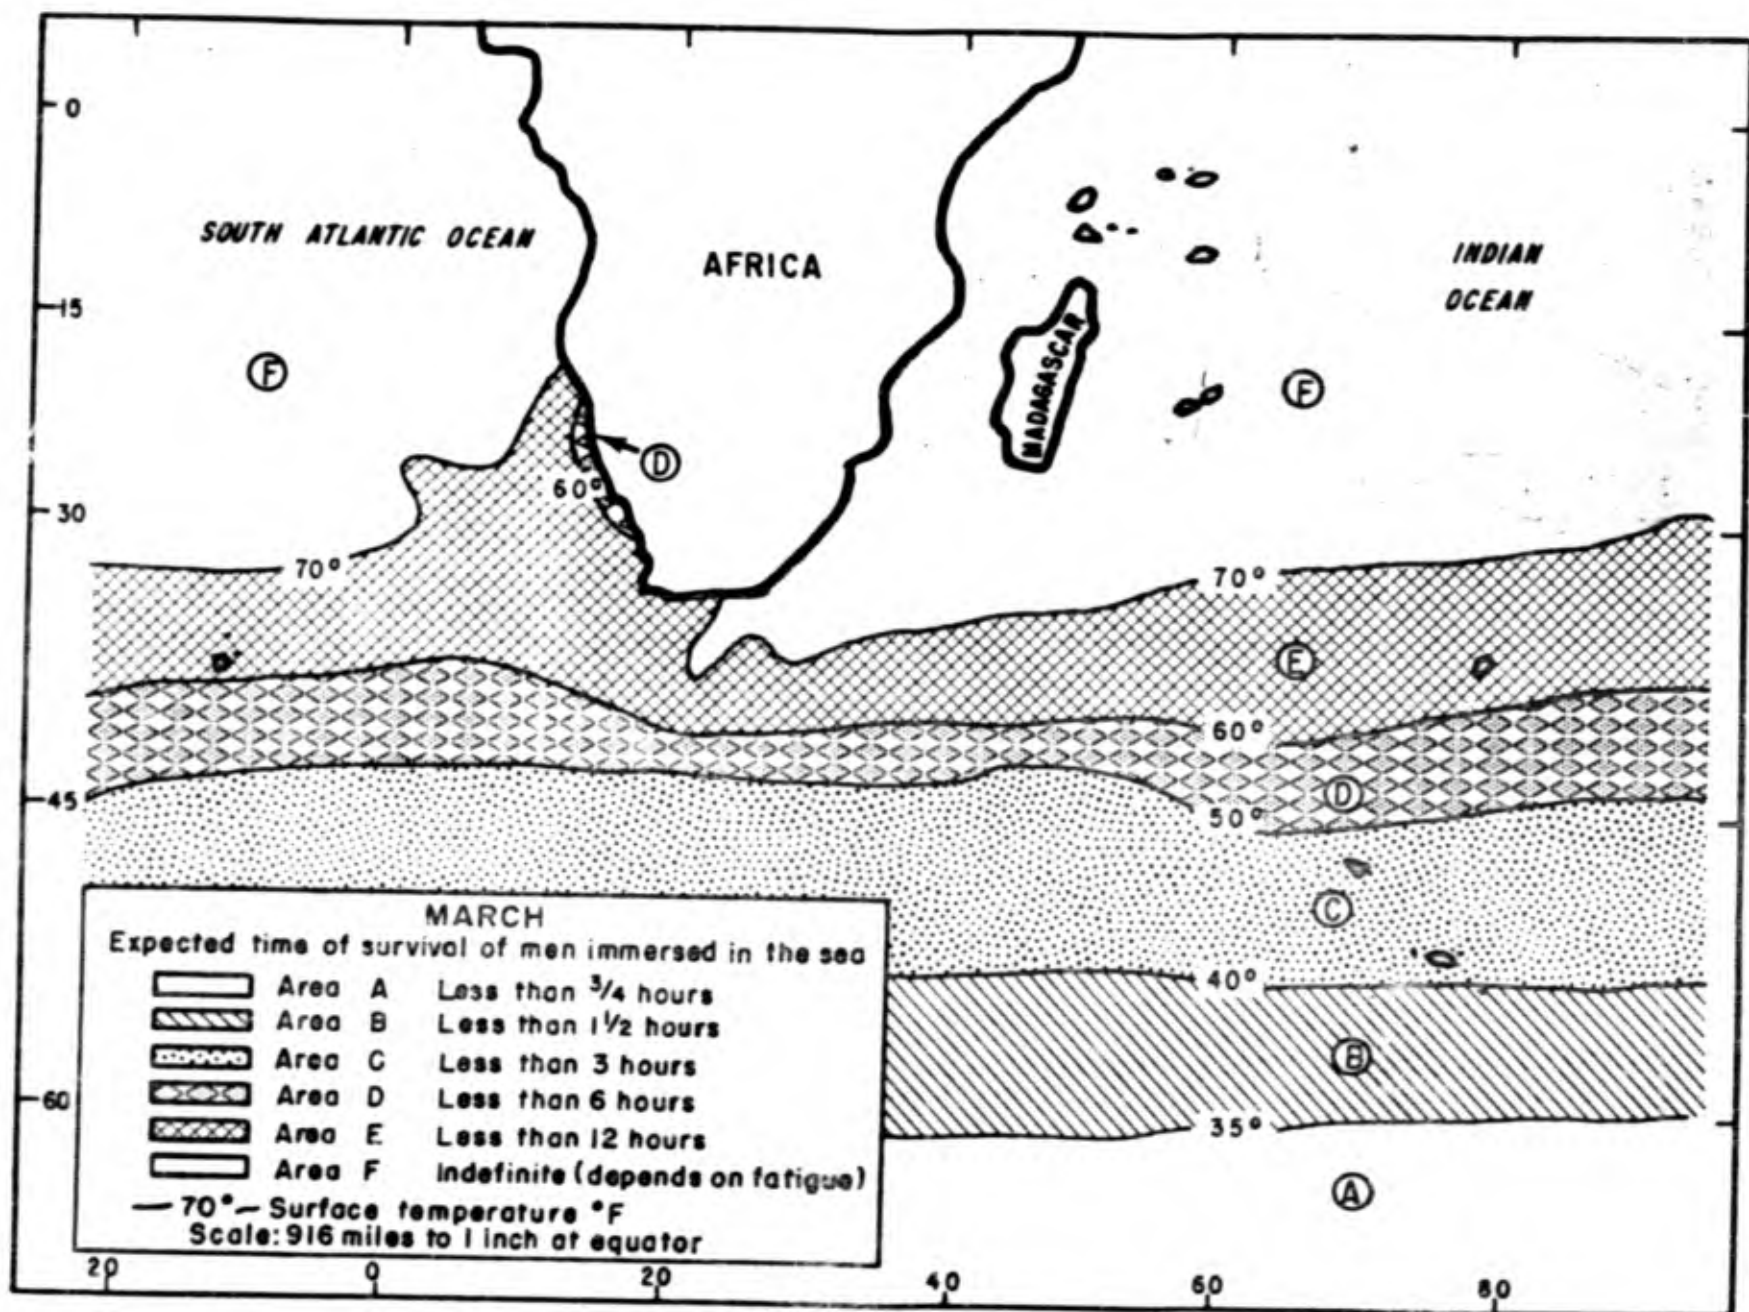 0
SOUTH ATLANTIC OCEAN
AFRICA
INDIAN
OCEAN
15
MADAGASCAR
F
F
D
60°
30
70°
70°
E
60°
D
45
50°
C
MARCH
Expected time of survival of men immersed in the sea
Area A Less than 3/4 hours
Area B Less than 1 1/2 hours
Area C Less than 3 hours
Area D Less than 6 hours
Area E Less than 12 hours
Area F Indefinite (depends on fatigue)
— 70° — Surface temperature °F
Scale: 916 miles to 1 inch at equator
40°
B
60
35°
A
20 0 20 40 60 80